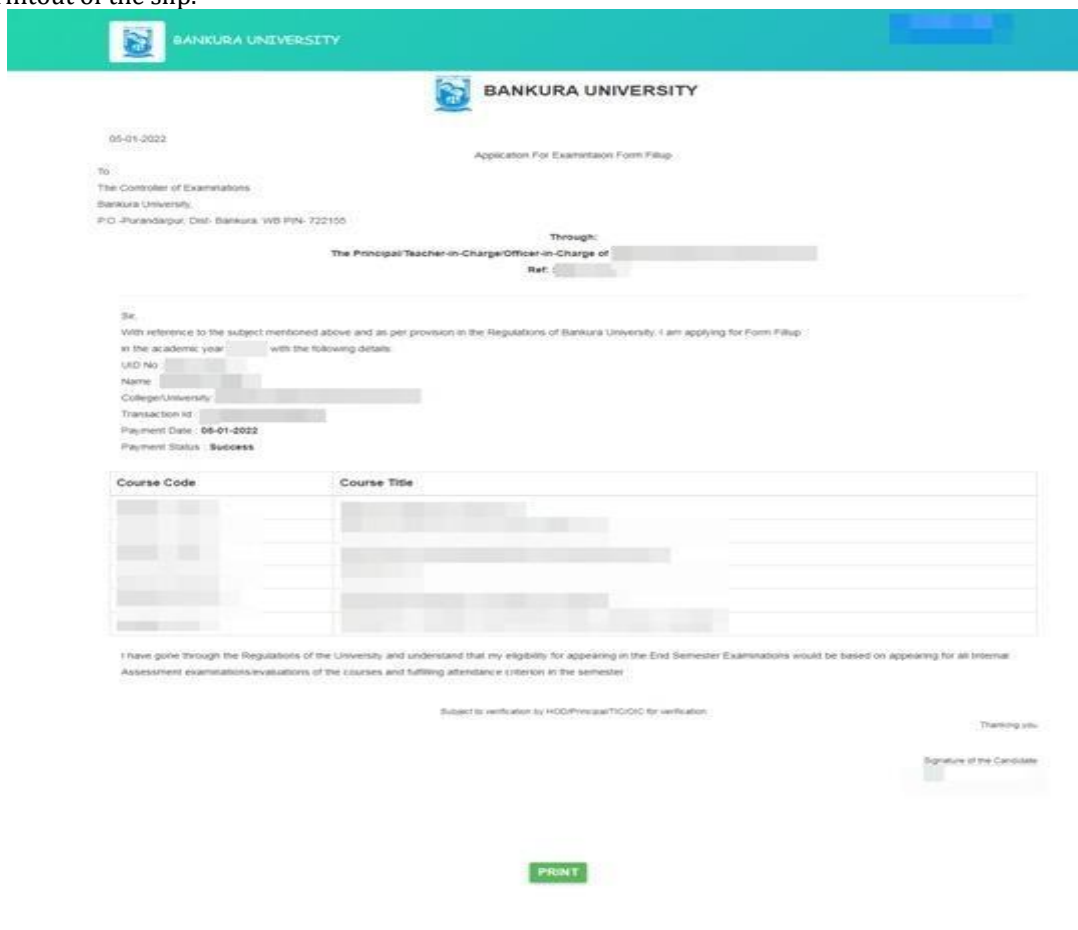 BANKURA UNIVERSITY
BANKURA UNIVERSITY
05-01-2022
Application For Examintaion Form Fillup
To
The Controller of Examinations
Bankura University,
P.O.-Purandarpur, Dist- Bankura, WB PIN- 722155
Through:
The Principal/Teacher-in-Charge/Officer-in-Charge of
Ref: :
Sir,
With reference to the subject mentioned above and as per provision in the Regulations of Bankura University, I am applying for Form Fillup
in the academic year with the following details:
UID No :
Name :
College/University:
Transaction Id :
Payment Date : 05-01-2022
Payment Status : Success
Course Code Course Title
I have gone through the Regulations of the University and understand that my eligibility for appearing in the End Semester Examinations would be based on appearing for all Internal
Assessment examinations/evaluations of the courses and fulfilling attendance criterion in the semester
Subject to verification by HOD/Principal/TIC/OIC for verification
Thanking you
Signature of the Candidate
PRINT